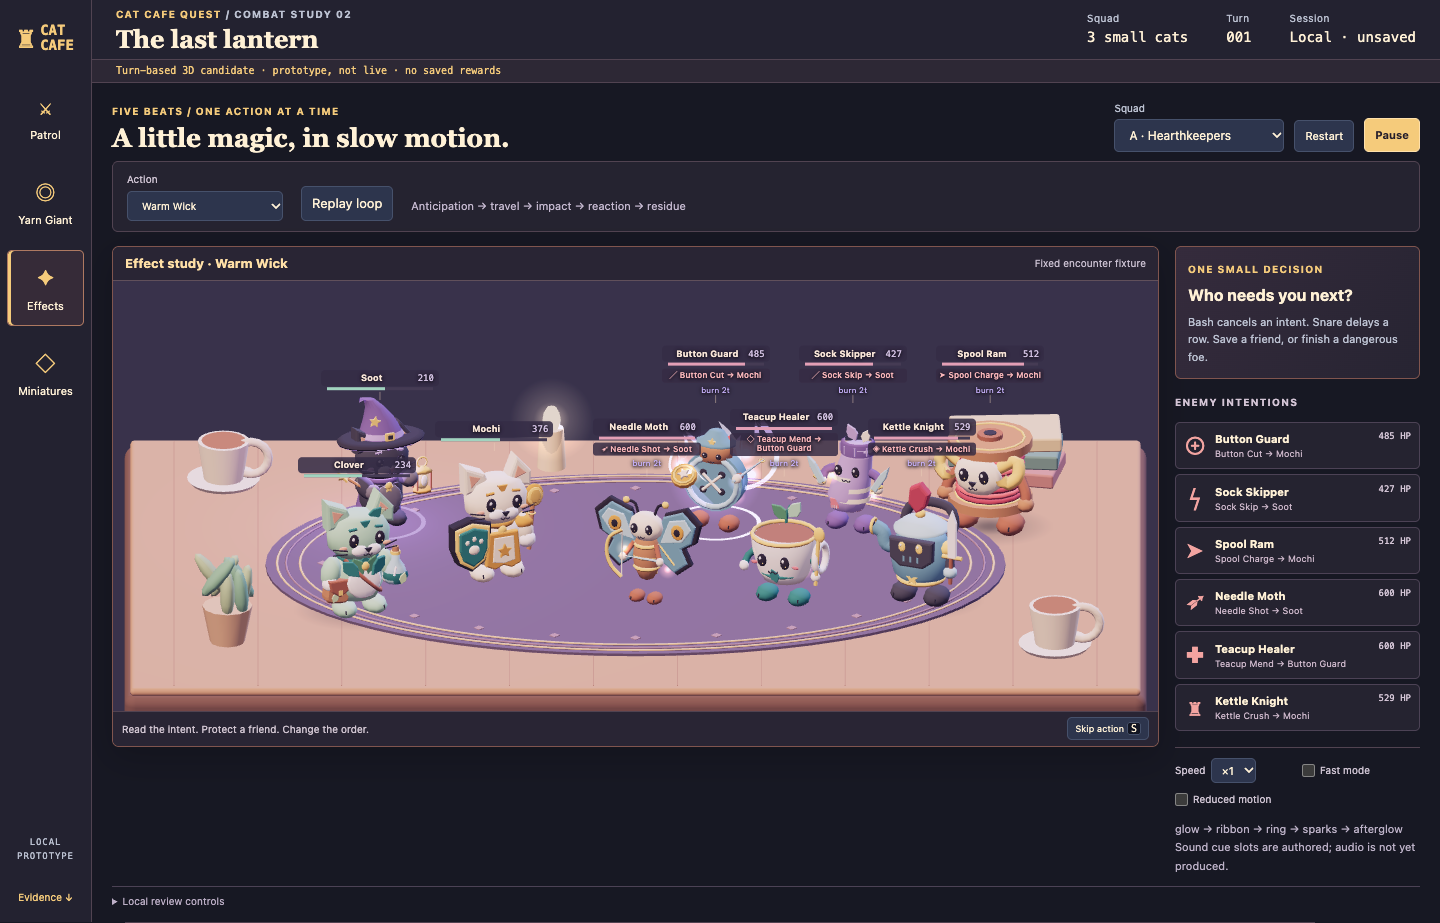 CAT
CAFE
Patrol
Yarn Giant
Effects
Miniatures
LOCAL
PROTOTYPE
Evidence ↓
CAT CAFE QUEST / COMBAT STUDY 02
The last lantern
Squad
3 small cats
Turn
001
Session
Local · unsaved
Turn-based 3D candidate · prototype, not live · no saved rewards
FIVE BEATS / ONE ACTION AT A TIME
A little magic, in slow motion.
Squad
A · Hearthkeepers
Restart
Pause
Action
Warm Wick
Replay loop
Anticipation → travel → impact → reaction → residue
Effect study · Warm Wick
Fixed encounter fixture
Button Guard 485
Button Cut → Mochi
burn 2t
Sock Skipper 427
Sock Skip → Soot
burn 2t
Spool Ram 512
Spool Charge → Mochi
burn 2t
Soot 210
Mochi 376
Clover 234
Needle Moth 600
Needle Shot → Soot
burn 2t
Teacup Healer 600
Teacup Mend →
Button Guard
burn 2t
Kettle Knight 529
Kettle Crush → Mochi
burn 2t
Read the intent. Protect a friend. Change the order.
Skip action S
ONE SMALL DECISION
Who needs you next?
Bash cancels an intent. Snare delays a
row. Save a friend, or finish a dangerous
foe.
ENEMY INTENTIONS
Button Guard 485 HP
Button Cut → Mochi
Sock Skipper 427 HP
Sock Skip → Soot
Spool Ram 512 HP
Spool Charge → Mochi
Needle Moth 600 HP
Needle Shot → Soot
Teacup Healer 600 HP
Teacup Mend → Button Guard
Kettle Knight 529 HP
Kettle Crush → Mochi
Speed ×1 Fast mode
Reduced motion
glow → ribbon → ring → sparks → afterglow
Sound cue slots are authored; audio is not yet
produced.
Local review controls